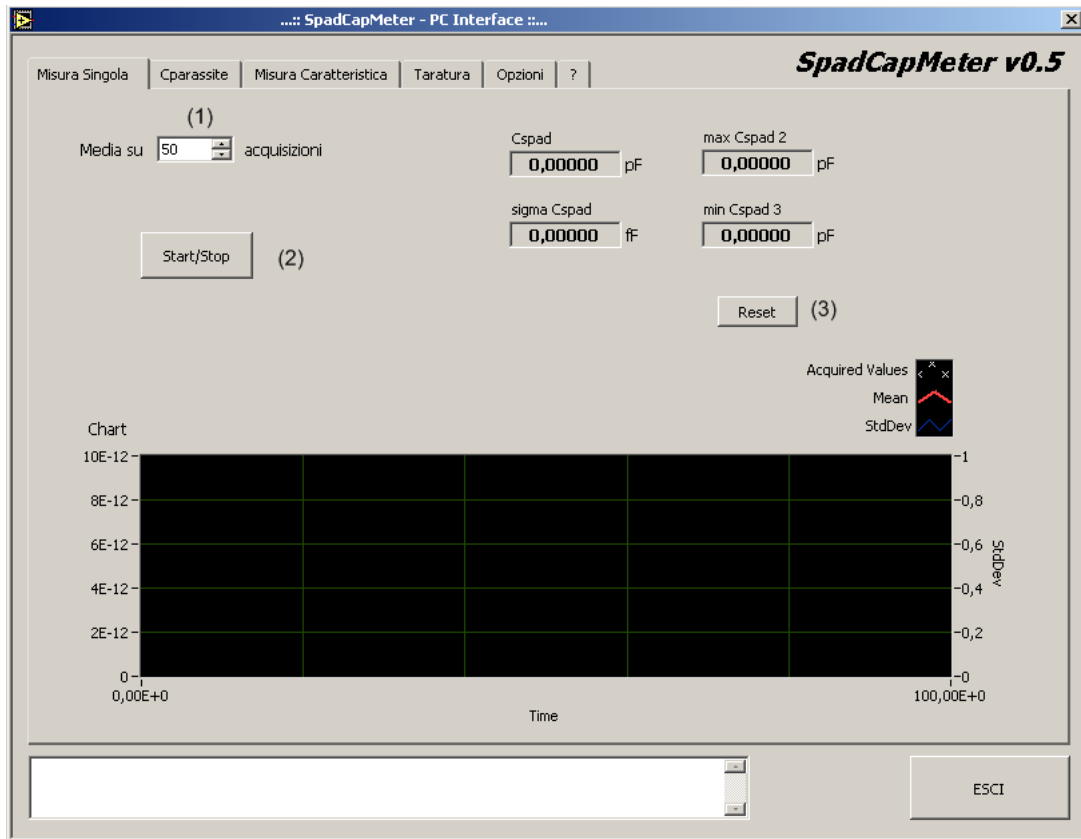 ...:: SpadCapMeter - PC Interface ::...
SpadCapMeter v0.5
Misura Singola
Cparassite
Misura Caratteristica
Taratura
Opzioni
?
(1)
Media su 50 acquisizioni
Cspad
0,00000 pF
max Cspad 2
0,00000 pF
sigma Cspad
0,00000 fF
min Cspad 3
0,00000 pF
Start/Stop
(2)
Reset
(3)
Acquired Values
Mean
StdDev
Chart
10E-12
8E-12
6E-12
4E-12
2E-12
0
1
0,8
0,6
0,4
0,2
0
StdDev
0,00E+0
100,00E+0
Time
ESCI